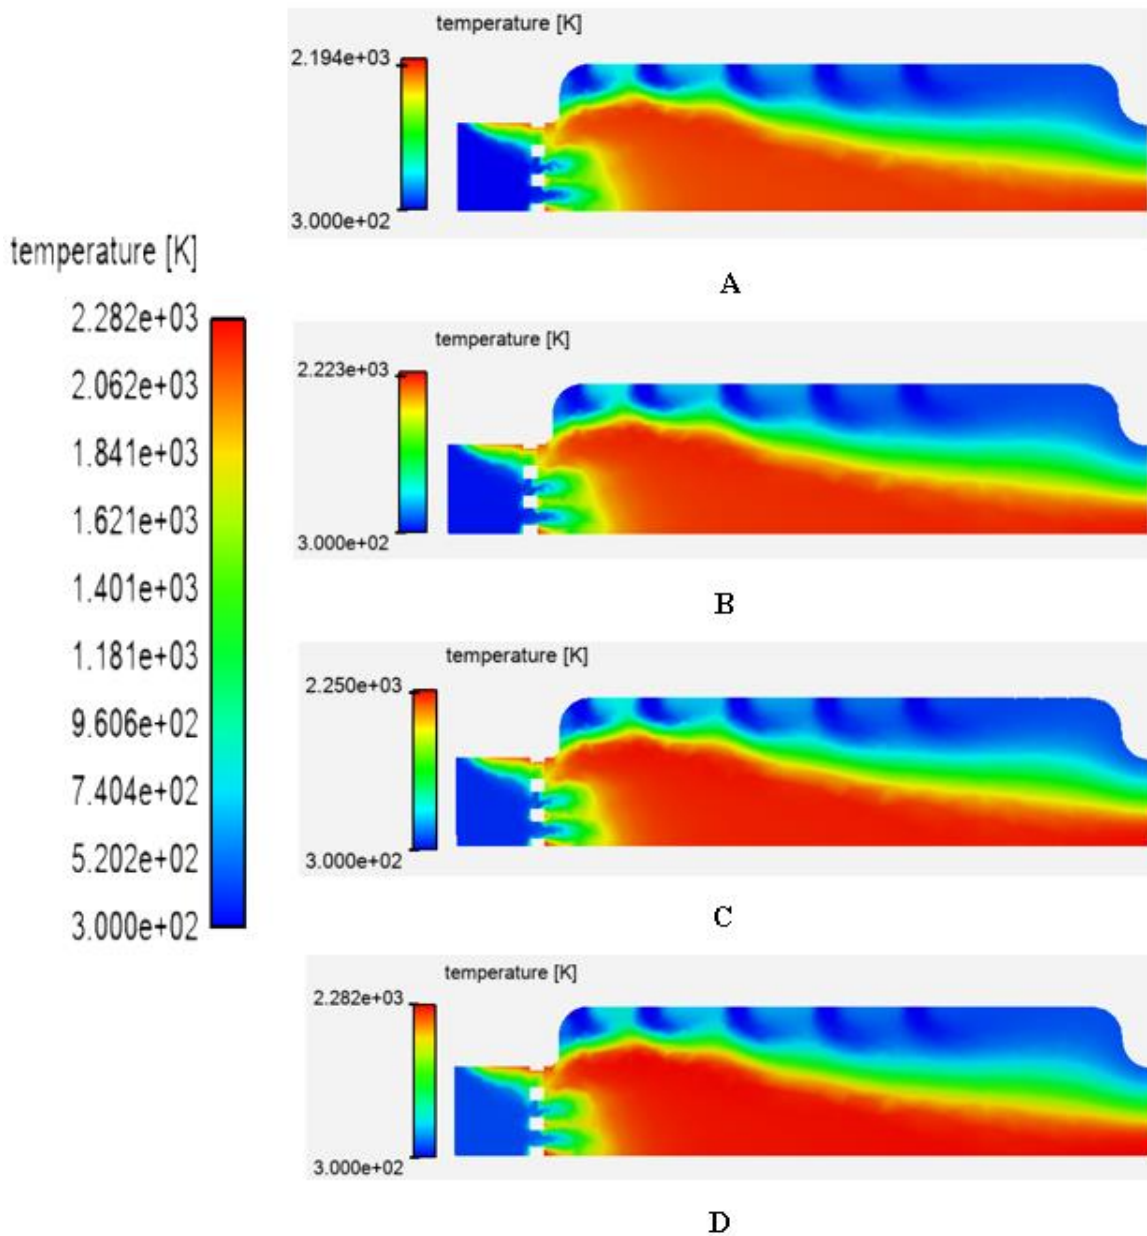 temperature [K]
2.194e+03
3.000e+02
A
temperature [K]
2.282e+03
2.062e+03
1.841e+03
1.621e+03
1.401e+03
1.181e+03
9.606e+02
7.404e+02
5.202e+02
3.000e+02
temperature [K]
2.223e+03
3.000e+02
B
temperature [K]
2.250e+03
3.000e+02
C
temperature [K]
2.282e+03
3.000e+02
D